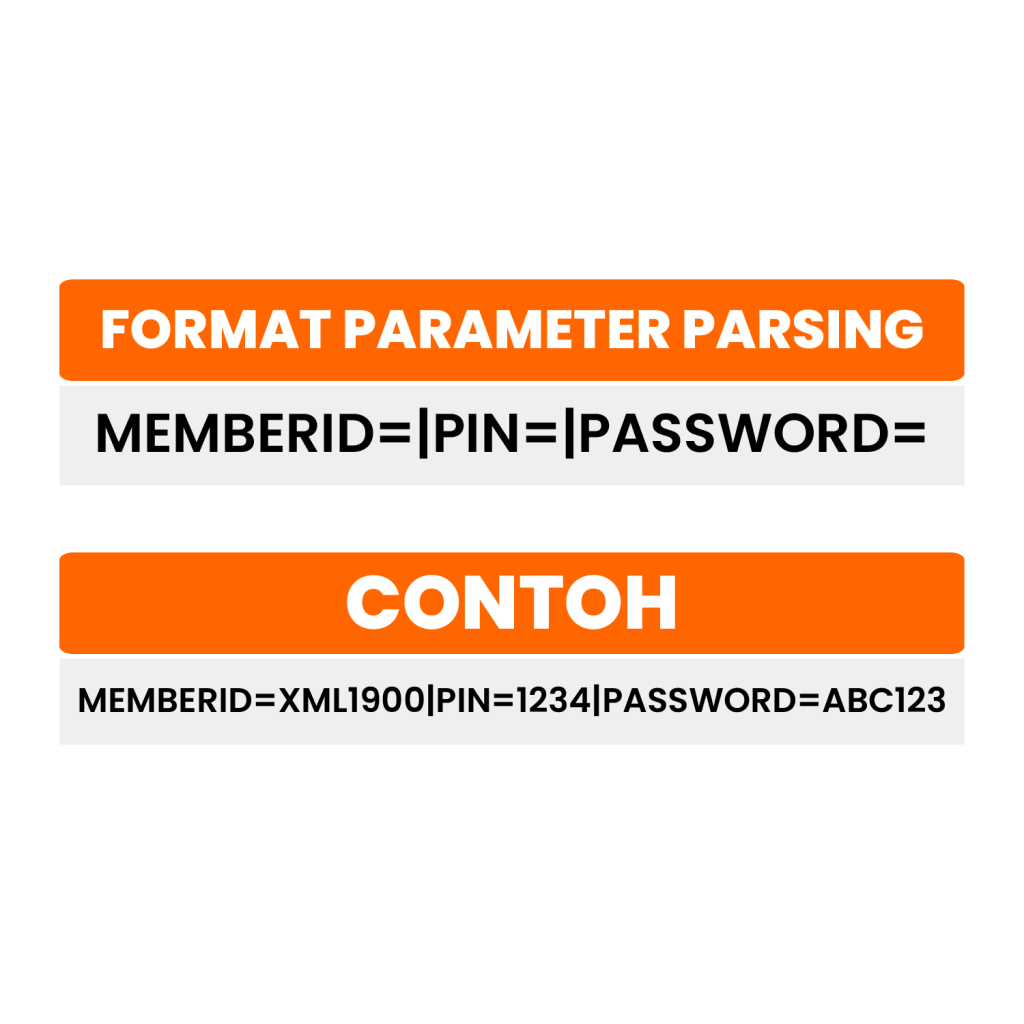 FORMAT PARAMETER PARSING
MEMBERID=|PIN=|PASSWORD=
CONTOH
MEMBERID=XML1900|PIN=1234|PASSWORD=ABC123